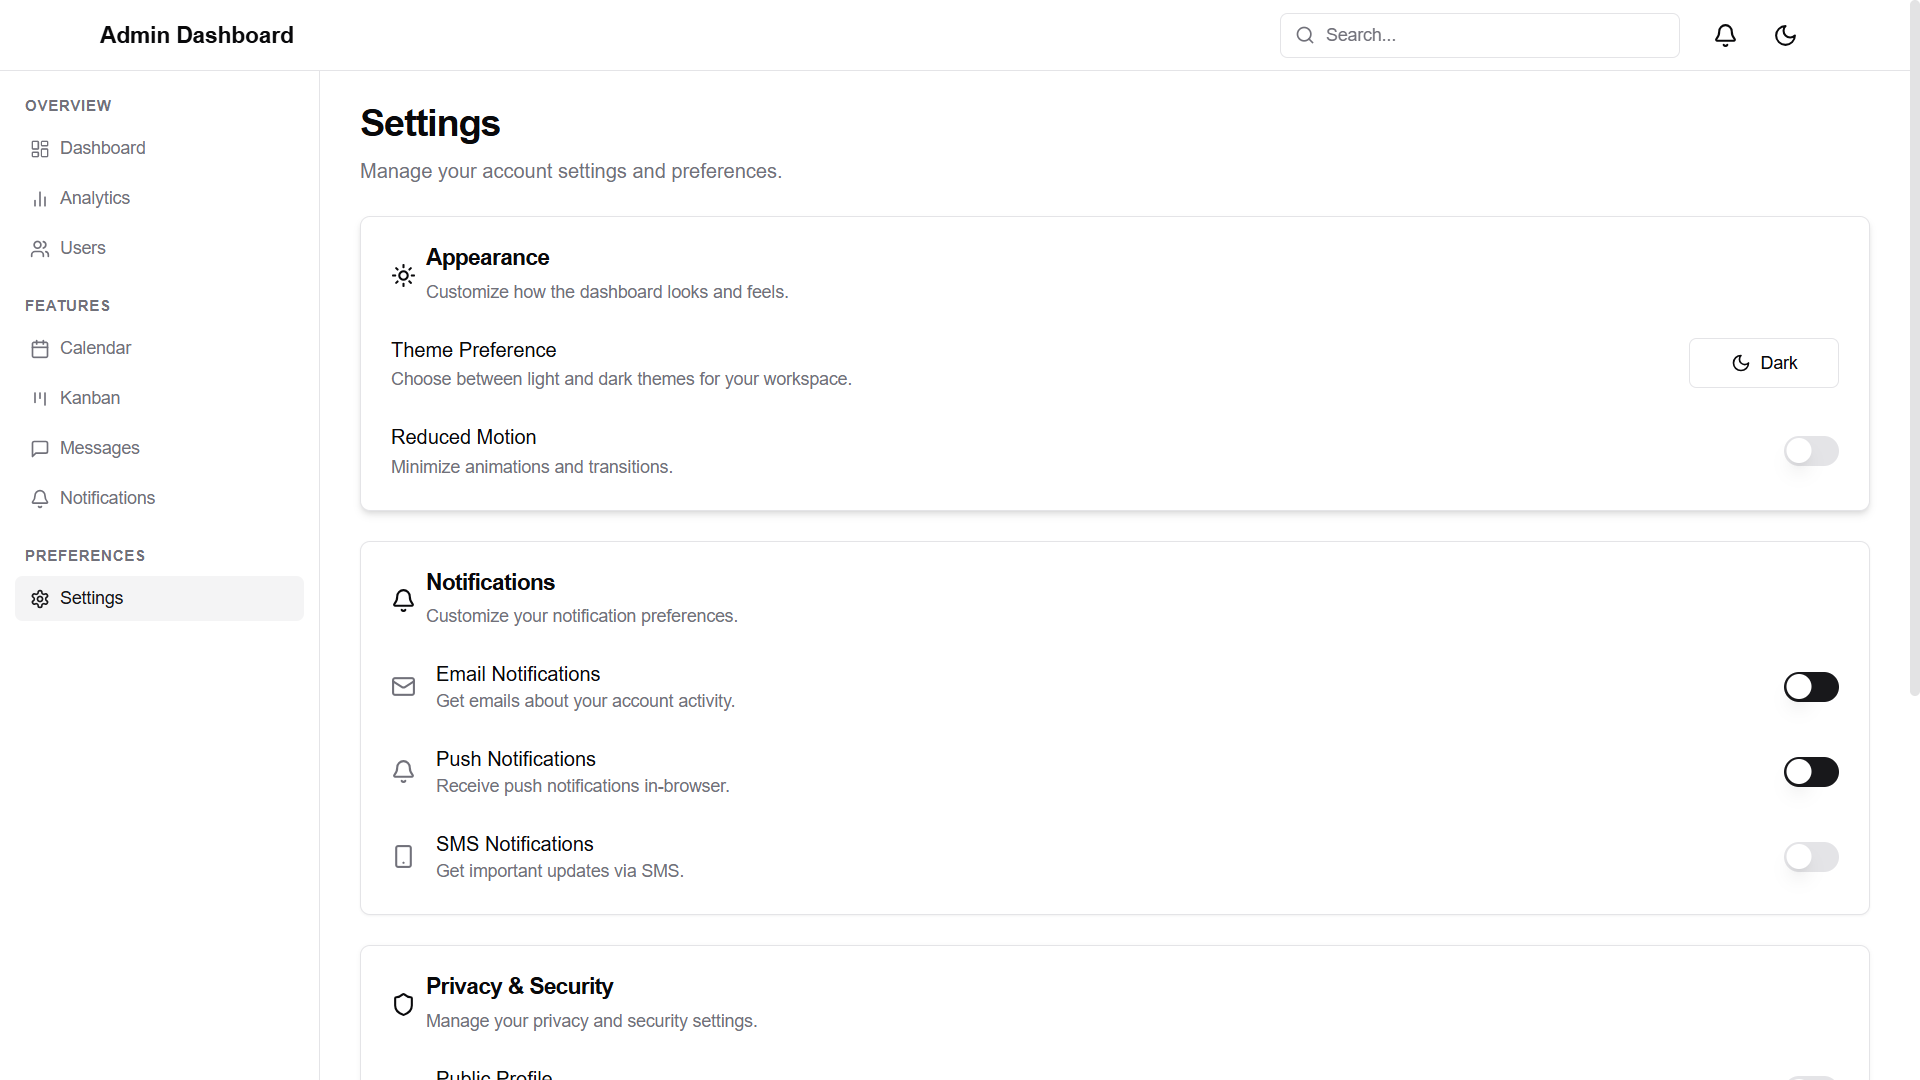 Admin Dashboard
Search...
OVERVIEW
Dashboard
Analytics
Users
FEATURES
Calendar
Kanban
Messages
Notifications
PREFERENCES
Settings
Settings
Manage your account settings and preferences.
Appearance
Customize how the dashboard looks and feels.
Theme Preference
Choose between light and dark themes for your workspace.
Dark
Reduced Motion
Minimize animations and transitions.
Notifications
Customize your notification preferences.
Email Notifications
Get emails about your account activity.
Push Notifications
Receive push notifications in-browser.
SMS Notifications
Get important updates via SMS.
Privacy & Security
Manage your privacy and security settings.
Public Profile